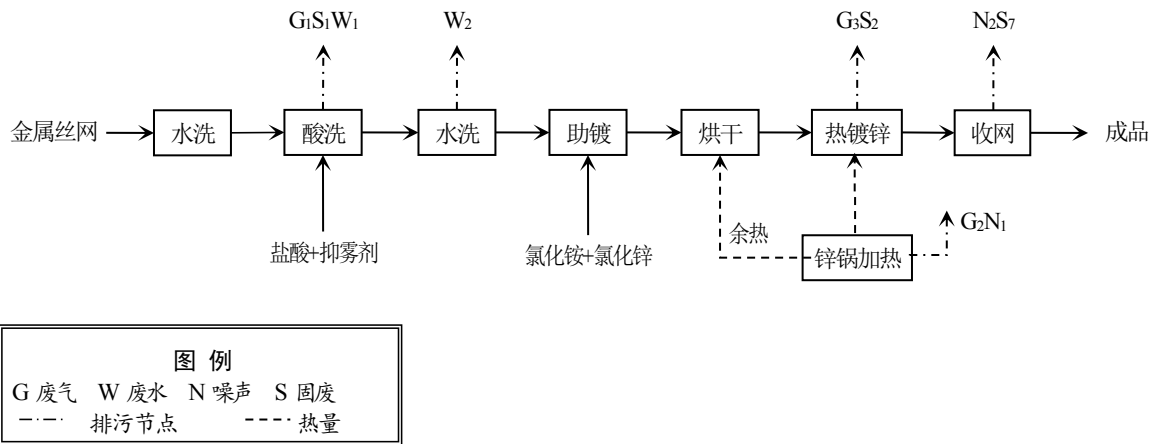 G₁S₁W₁
W₂
G₃S₂
N₂S₇
金属丝网
水洗
酸洗
水洗
助镀
烘干
热镀锌
收网
成品
盐酸+抑雾剂
氯化铵+氯化锌
余热
锌锅加热
G₂N₁
图 例
G 废气 W 废水 N 噪声 S 固废
排污节点 热量